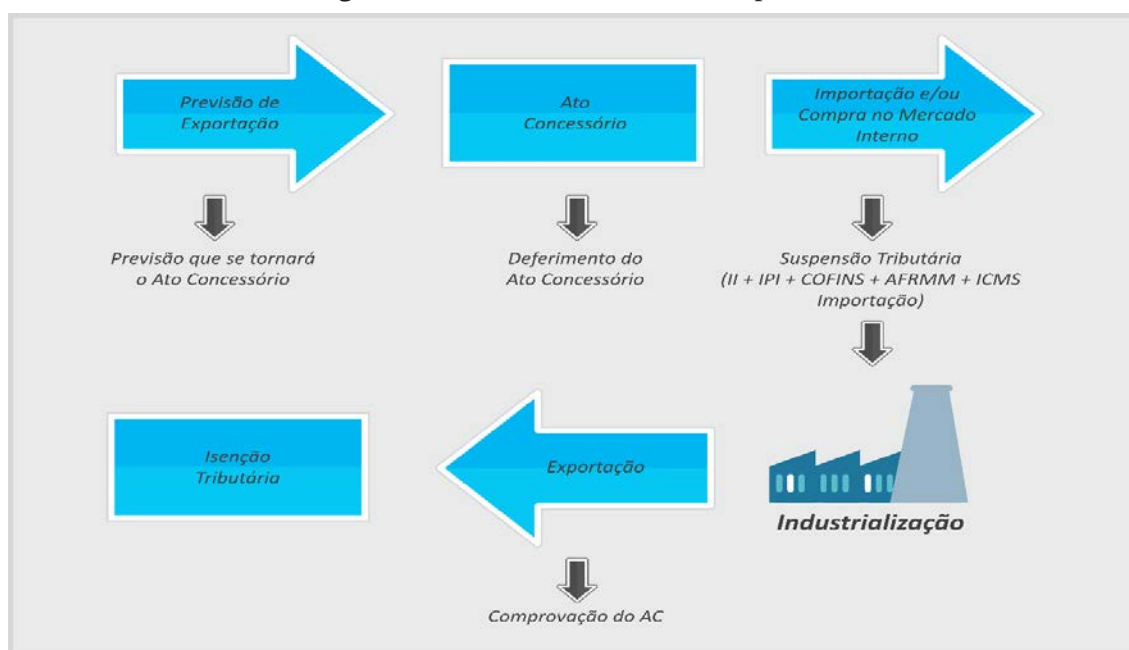 Previsão de
Exportação
Ato
Concessório
Importação e/ou
Compra no Mercado
Interno
Previsão que se tornará
o Ato Concessório
Deferimento do
Ato Concessório
Suspensão Tributária
(II + IPI + COFINS + AFRMM + ICMS
Importação)
Isenção
Tributária
Exportação
Industrialização
Comprovação do AC